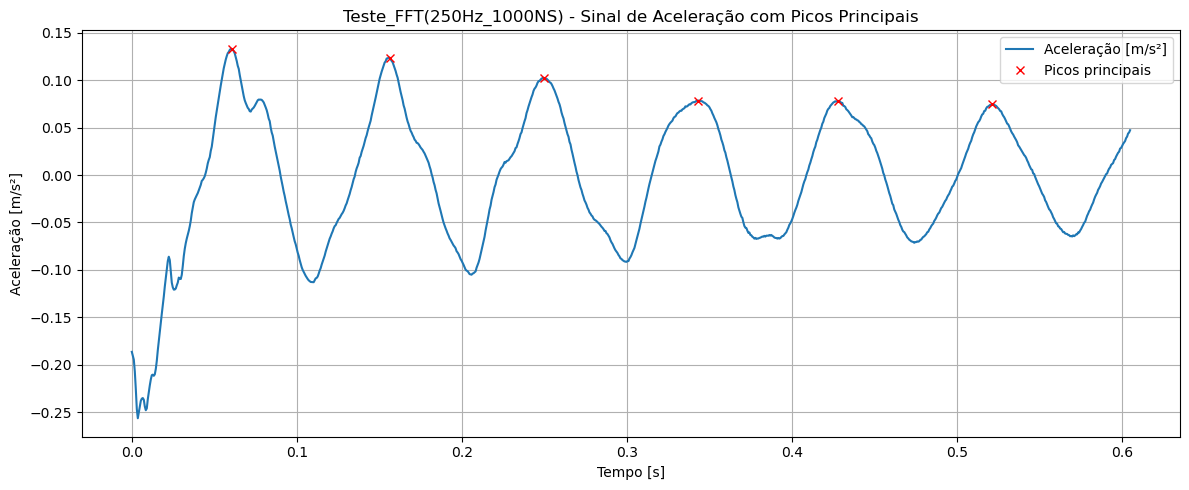 Teste_FFT(250Hz_1000NS) - Sinal de Aceleração com Picos Principais
Aceleração [m/s²]
Picos principais
Aceleração [m/s²]
0.15
0.10
0.05
0.00
−0.05
−0.10
−0.15
−0.20
−0.25
0.0 0.1 0.2 0.3 0.4 0.5 0.6
Tempo [s]